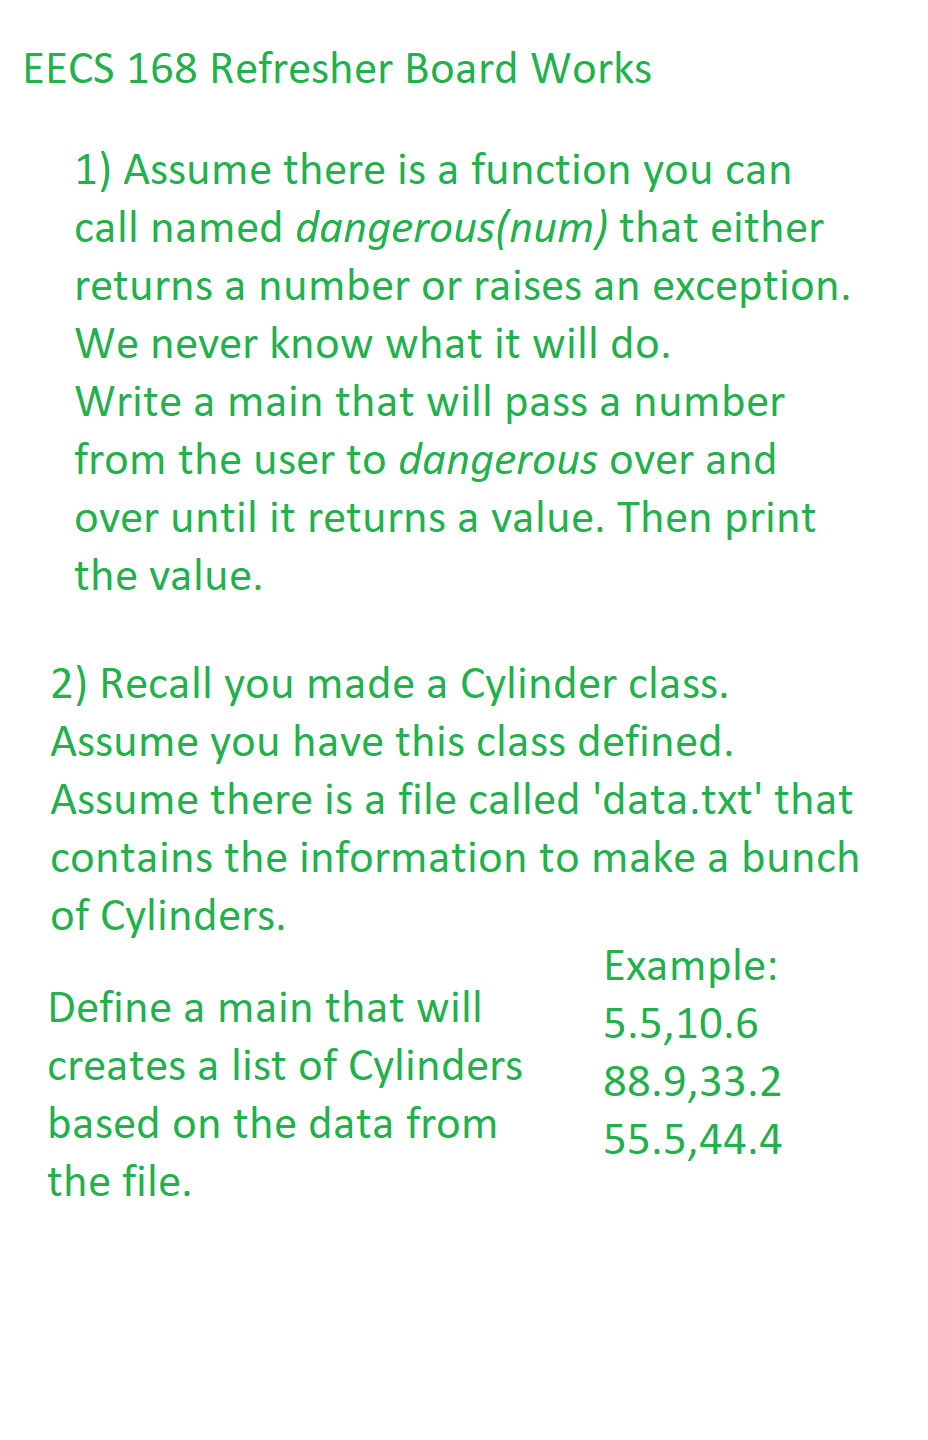 EECS 168 Refresher Board Works
1) Assume there is a function you can
call named dangerous(num) that either
returns a number or raises an exception.
We never know what it will do.
Write a main that will pass a number
from the user to dangerous over and
over until it returns a value. Then print
the value.
2) Recall you made a Cylinder class.
Assume you have this class defined.
Assume there is a file called 'data.txt' that
contains the information to make a bunch
of Cylinders.
Define a main that will
creates a list of Cylinders
based on the data from
the file.
Example:
5.5,10.6
88.9,33.2
55.5,44.4